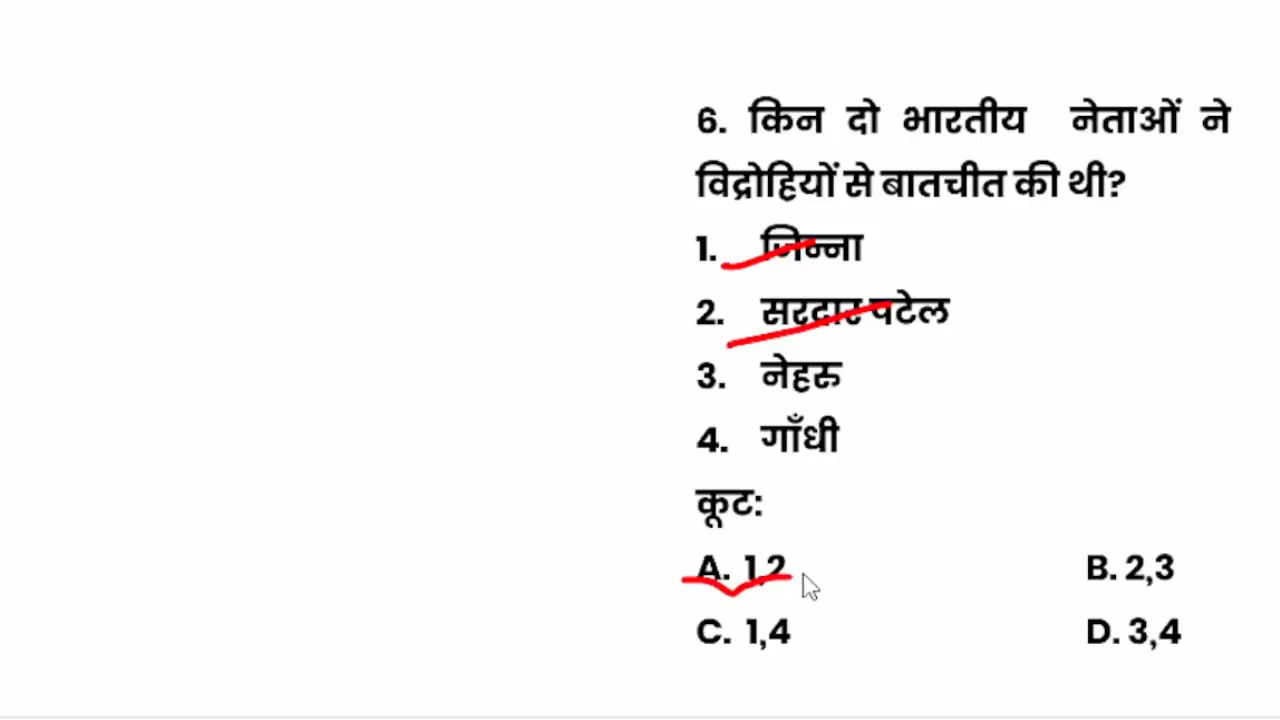 6. किन दो भारतीय नेताओं ने
विद्रोहियों से बातचीत की थी?
1. जिन्ना
2. सरदार पटेल
3. नेहरु
4. गाँधी
कूट:
A. 1,2 B. 2,3
C. 1,4 D. 3,4